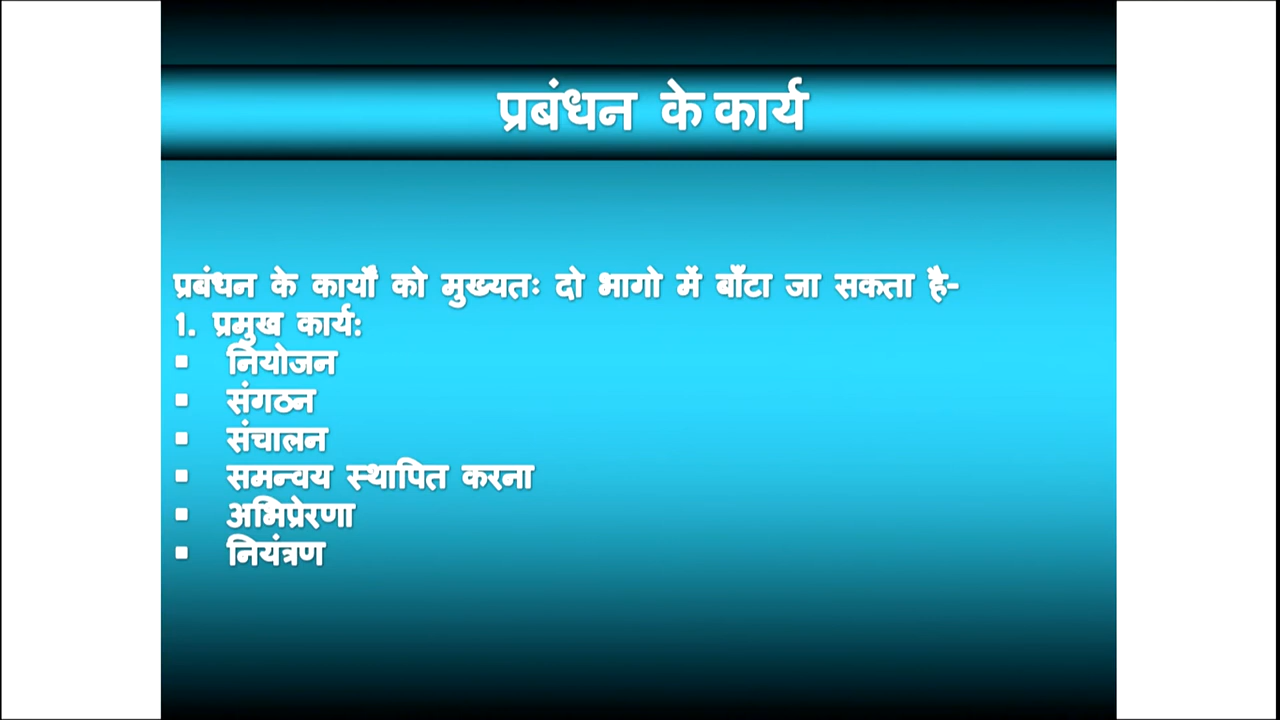 प्रबंधन के कार्य
प्रबंधन के कार्यों को मुख्यतः दो भागो में बाँटा जा सकता है-
1. प्रमुख कार्य:
▪ नियोजन
▪ संगठन
▪ संचालन
▪ समन्वय स्थापित करना
▪ अभिप्रेरणा
▪ नियंत्रण